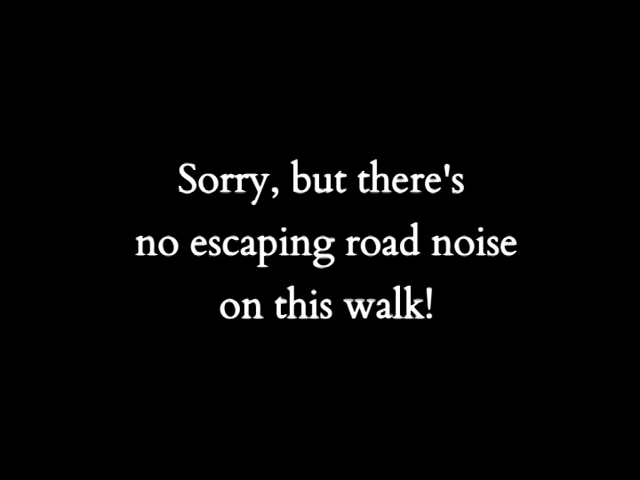 Sorry, but there's
no escaping road noise
on this walk!